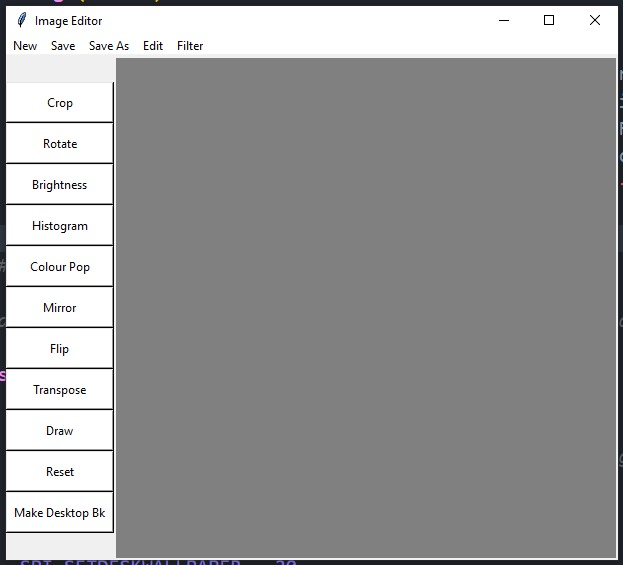 Image Editor
New Save Save As Edit Filter
Crop
Rotate
Brightness
Histogram
Colour Pop
Mirror
Flip
Transpose
Draw
Reset
Make Desktop Bk